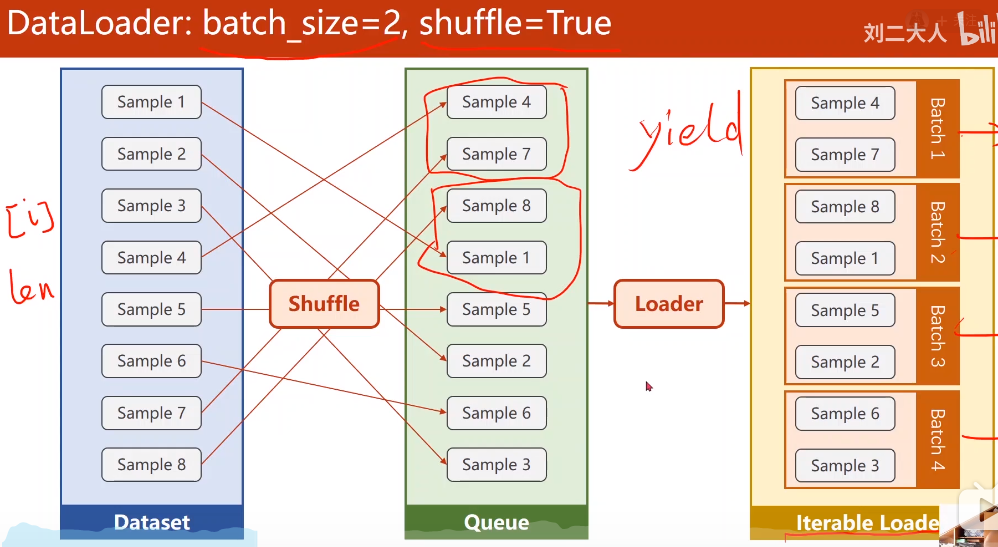 DataLoader: batch_size=2, shuffle=True
刘二大人 bili
Sample 1
Sample 2
Sample 3
Sample 4
Sample 5
Sample 6
Sample 7
Sample 8
Dataset
[i]
len
Shuffle
Sample 4
Sample 7
Sample 8
Sample 1
Sample 5
Sample 2
Sample 6
Sample 3
Queue
Loader
yield
Sample 4
Sample 7
Batch 1
Sample 8
Sample 1
Batch 2
Sample 5
Sample 2
Batch 3
Sample 6
Sample 3
Batch 4
Iterable Loade